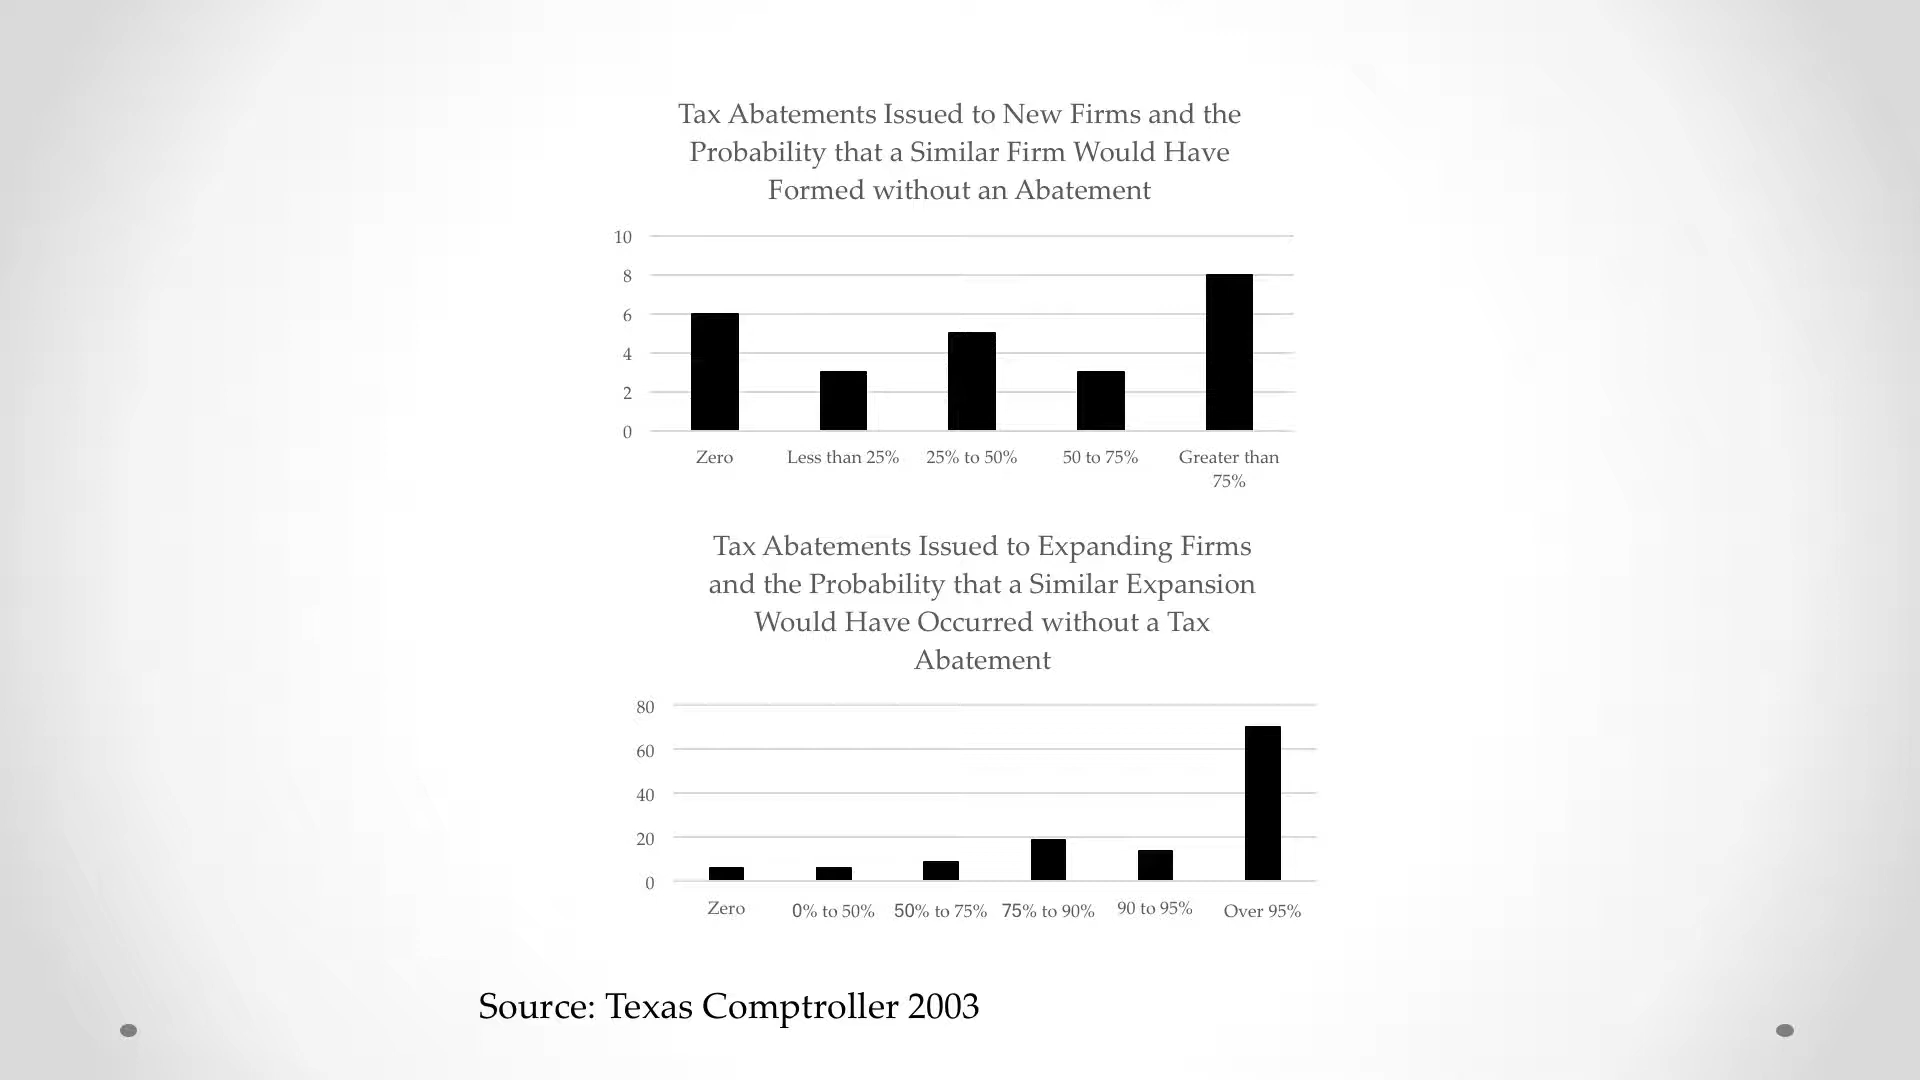 Tax Abatements Issued to New Firms and the
Probability that a Similar Firm Would Have
Formed without an Abatement
10
8
6
4
2
0
Zero
Less than 25%
25% to 50%
50 to 75%
Greater than
75%
Tax Abatements Issued to Expanding Firms
and the Probability that a Similar Expansion
Would Have Occurred without a Tax
Abatement
80
60
40
20
0
Zero
0% to 50%
50% to 75%
75% to 90%
90 to 95%
Over 95%
Source: Texas Comptroller 2003